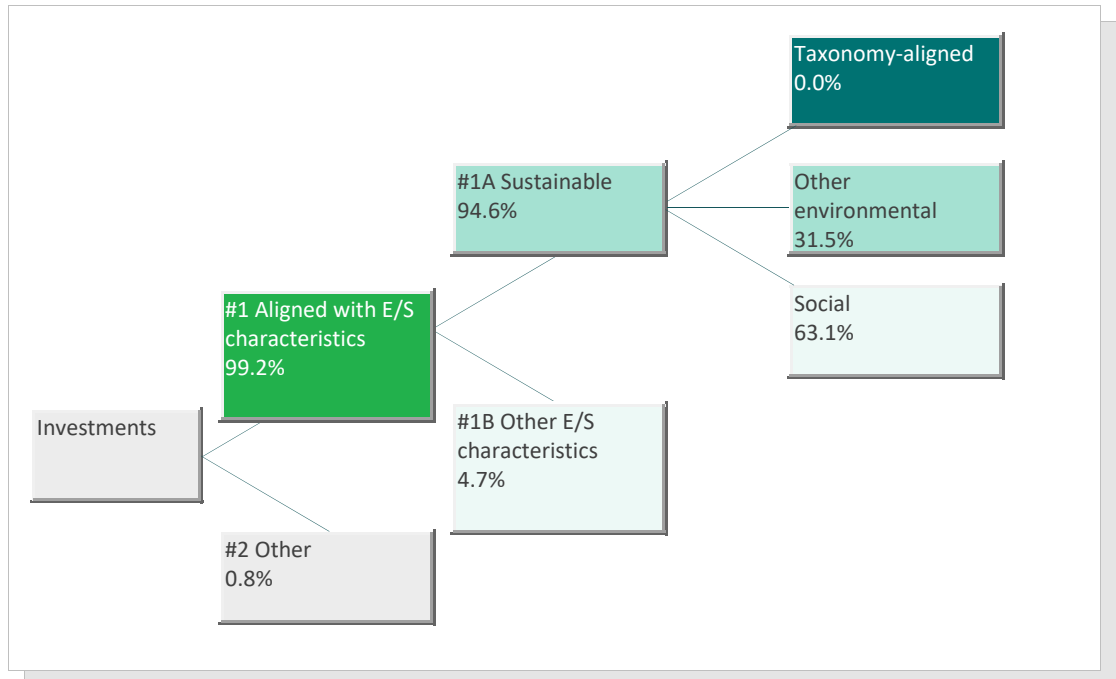 Taxonomy-aligned
0.0%
#1A Sustainable
94.6%
Other
environmental
31.5%
Social
63.1%
#1 Aligned with E/S
characteristics
99.2%
Investments
#1B Other E/S
characteristics
4.7%
#2 Other
0.8%